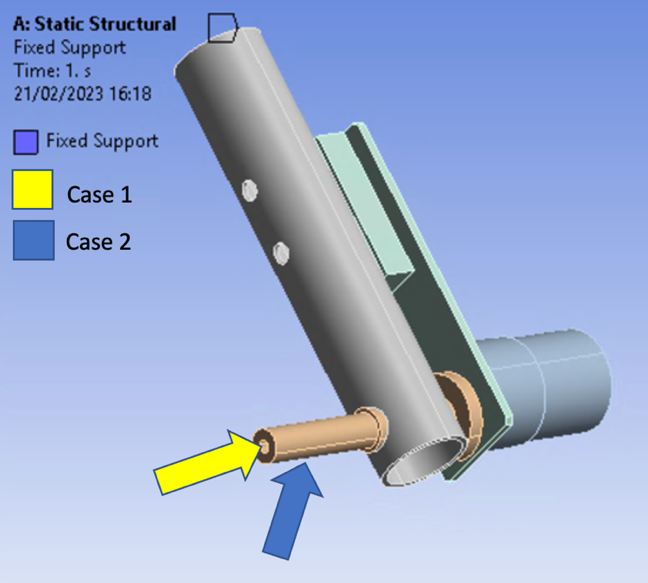 A: Static Structural
Fixed Support
Time: 1. s
21/02/2023 16:18
Fixed Support
Case 1
Case 2